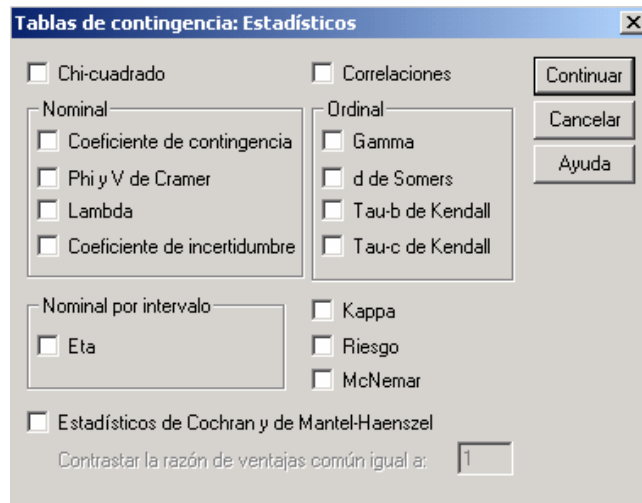 Tablas de contingencia: Estadísticos
Chi-cuadrado
Correlaciones
Continuar
Cancelar
Ayuda
Nominal
Coeficiente de contingencia
Phi y V de Cramer
Lambda
Coeficiente de incertidumbre
Ordinal
Gamma
d de Somers
Tau-b de Kendall
Tau-c de Kendall
Nominal por intervalo
Eta
Kappa
Riesgo
McNemar
Estadísticos de Cochran y de Mantel-Haenszel
Contrastar la razón de ventajas común igual a: 1